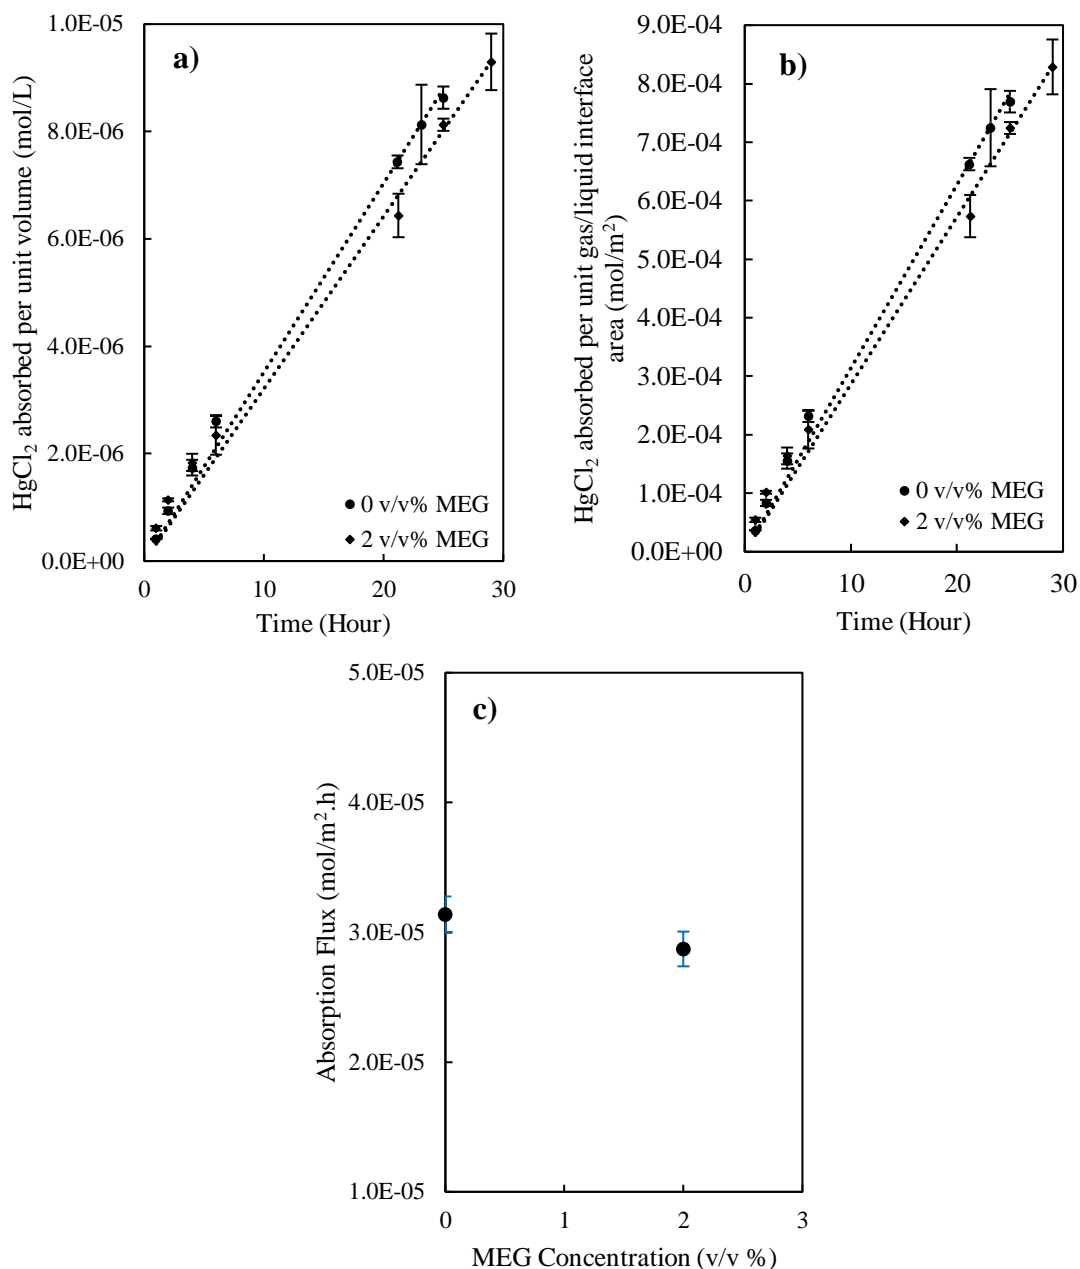 a)
HgCl₂ absorbed per unit volume (mol/L)
1.0E-05
8.0E-06
6.0E-06
4.0E-06
2.0E-06
0.0E+00
0 10 20 30
Time (Hour)
0 v/v% MEG
2 v/v% MEG
b)
HgCl₂ absorbed per unit gas/liquid interface
area (mol/m²)
9.0E-04
8.0E-04
7.0E-04
6.0E-04
5.0E-04
4.0E-04
3.0E-04
2.0E-04
1.0E-04
0.0E+00
0 10 20 30
Time (Hour)
0 v/v% MEG
2 v/v% MEG
c)
Absorption Flux (mol/m².h)
5.0E-05
4.0E-05
3.0E-05
2.0E-05
1.0E-05
0 1 2 3
MEG Concentration (v/v %)